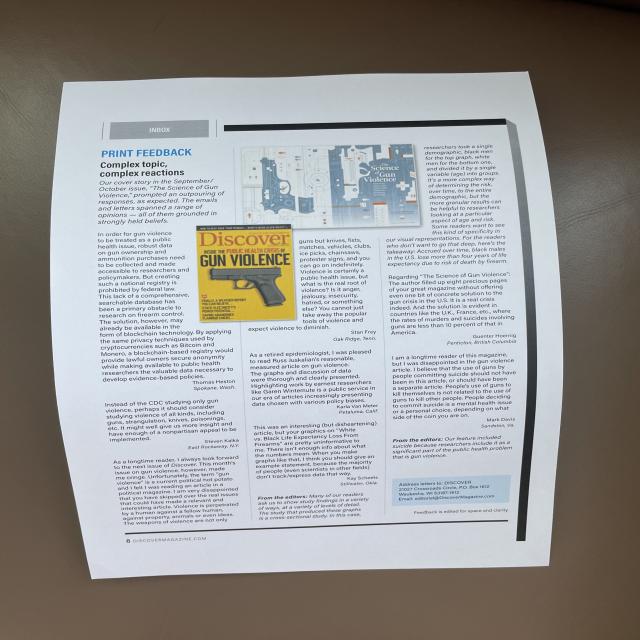 INBOX
PRINT FEEDBACK
Complex topic,
complex reactions
Our cover story in the September/
October issue, "The Science of Gun
Violence," prompted an outpouring of
responses, as expected. The emails
and letters spanned a range of
opinions — all of them grounded in
strongly held beliefs.
In order for gun violence
to be treated as a public
health issue, robust data
on gun ownership and
ammunition purchases need
to be collected and made
accessible to researchers and
policymakers. But creating
such a national registry is
prohibited by federal law.
This lack of a comprehensive,
searchable database has
been a primary obstacle to
research on firearm control.
The solution, however, may
already be available in the
form of blockchain technology. By applying
the same privacy techniques used by
cryptocurrencies such as Bitcoin and
Monero, a blockchain-based registry would
provide lawful owners secure anonymity
while making available to public health
researchers the valuable data necessary to
develop evidence-based policies.
Thomas Heston
Spokane, Wash.
Instead of the CDC studying only gun
violence, perhaps it should consider
studying violence of all kinds, including
guns, strangulation, knives, poisonings,
etc. It might well give us more insight and
have enough of a nonpartisan appeal to be
implemented.
Steven Kalka
East Rockaway, N.Y.
As a longtime reader, I always look forward
to the next issue of Discover. This month's
issue on gun violence, however, made
me cringe. Unfortunately, the term "gun
violence" is a current political hot potato
and I felt I was reading an article in a
political magazine. I am very disappointed
that you have skipped over the real issues
that could have made a relevant and
interesting article. Violence is perpetrated
by a human against a fellow human,
against property, animals or even ideas.
The weapons of violence are not only
The
Science
of Gun
Violence
Discover
INSIDE THE PUBLIC HEALTH CRISIS OF
GUN VIOLENCE
guns but knives, fists,
matches, vehicles, clubs,
ice picks, chainsaws,
protester signs, and you
can go on indefinitely.
Violence is certainly a
public health issue, but
what is the real root of
violence? Is it anger,
jealousy, insecurity,
hatred, or something
else? You cannot just
take away the popular
tools of violence and
expect violence to diminish.
Stan Frey
Oak Ridge, Tenn.
As a retired epidemiologist, I was pleased
to read Russ Juskalian's reasonable,
measured article on gun violence.
The graphs and discussion of data
were thorough and clearly presented.
Highlighting work by earnest researchers
like Garen Wintemute is a public service in
our era of articles increasingly presenting
data chosen with various policy biases.
Karla Van Meter
Petaluma, Calif.
This was an interesting (but disheartening)
article, but your graphics on "White
vs. Black Life Expectancy Loss From
Firearms" are pretty uninformative to
me. There isn't enough info about what
the numbers mean. When you make
graphs like that, I think you should give an
example statement, because the majority
of people (even scientists in other fields)
don't track/express data that way.
Kay Scheets
Stillwater, Okla.
From the editors: Many of our readers
ask us to show study findings in a variety
of ways, at a variety of levels of detail.
The study that produced these graphs
is a cross-sectional study. In this case,
researchers took a single
demographic, black men
for the top graph, white
men for the bottom one,
and divided it by a single
variable (age) into groups.
It's a more complex way
of determining the risk,
over time, to the entire
demographic, but the
more granular results can
be helpful to researchers
looking at a particular
aspect of age and risk.
Some readers want to see
this kind of specificity in
our visual representations. For the readers
who don't want to go that deep, here's the
takeaway: Accrued over time, black males
in the U.S. lose more than four years of life
expectancy due to risk of death by firearm.
Regarding "The Science of Gun Violence":
The author filled up eight precious pages
of your great magazine without offering
even one bit of concrete solution to the
gun crisis in the U.S. It is a real crisis
indeed. And the solution is evident in
countries like the U.K., France, etc., where
the rates of murders and suicides involving
guns are less than 10 percent of that in
America.
Guenter Hoernig
Penticton, British Columbia
I am a longtime reader of this magazine,
but I was disappointed in the gun violence
article. I believe that the use of guns by
people committing suicide should not have
been in this article, or should have been
a separate article. People's use of guns to
kill themselves is not related to the use of
guns to kill other people. People deciding
to commit suicide is a mental health issue
or a personal choice, depending on what
side of the coin you are on.
Mark Davis
Sandston, Va.
From the editors: Our feature included
suicide because researchers include it as a
significant part of the public health problem
that is gun violence.
Address letters to: DISCOVER
21027 Crossroads Circle, P.O. Box 1612
Waukesha, WI 53187-1612
Email: editorial@DiscoverMagazine.com
Feedback is edited for space and clarity.
6 DISCOVERMAGAZINE.COM